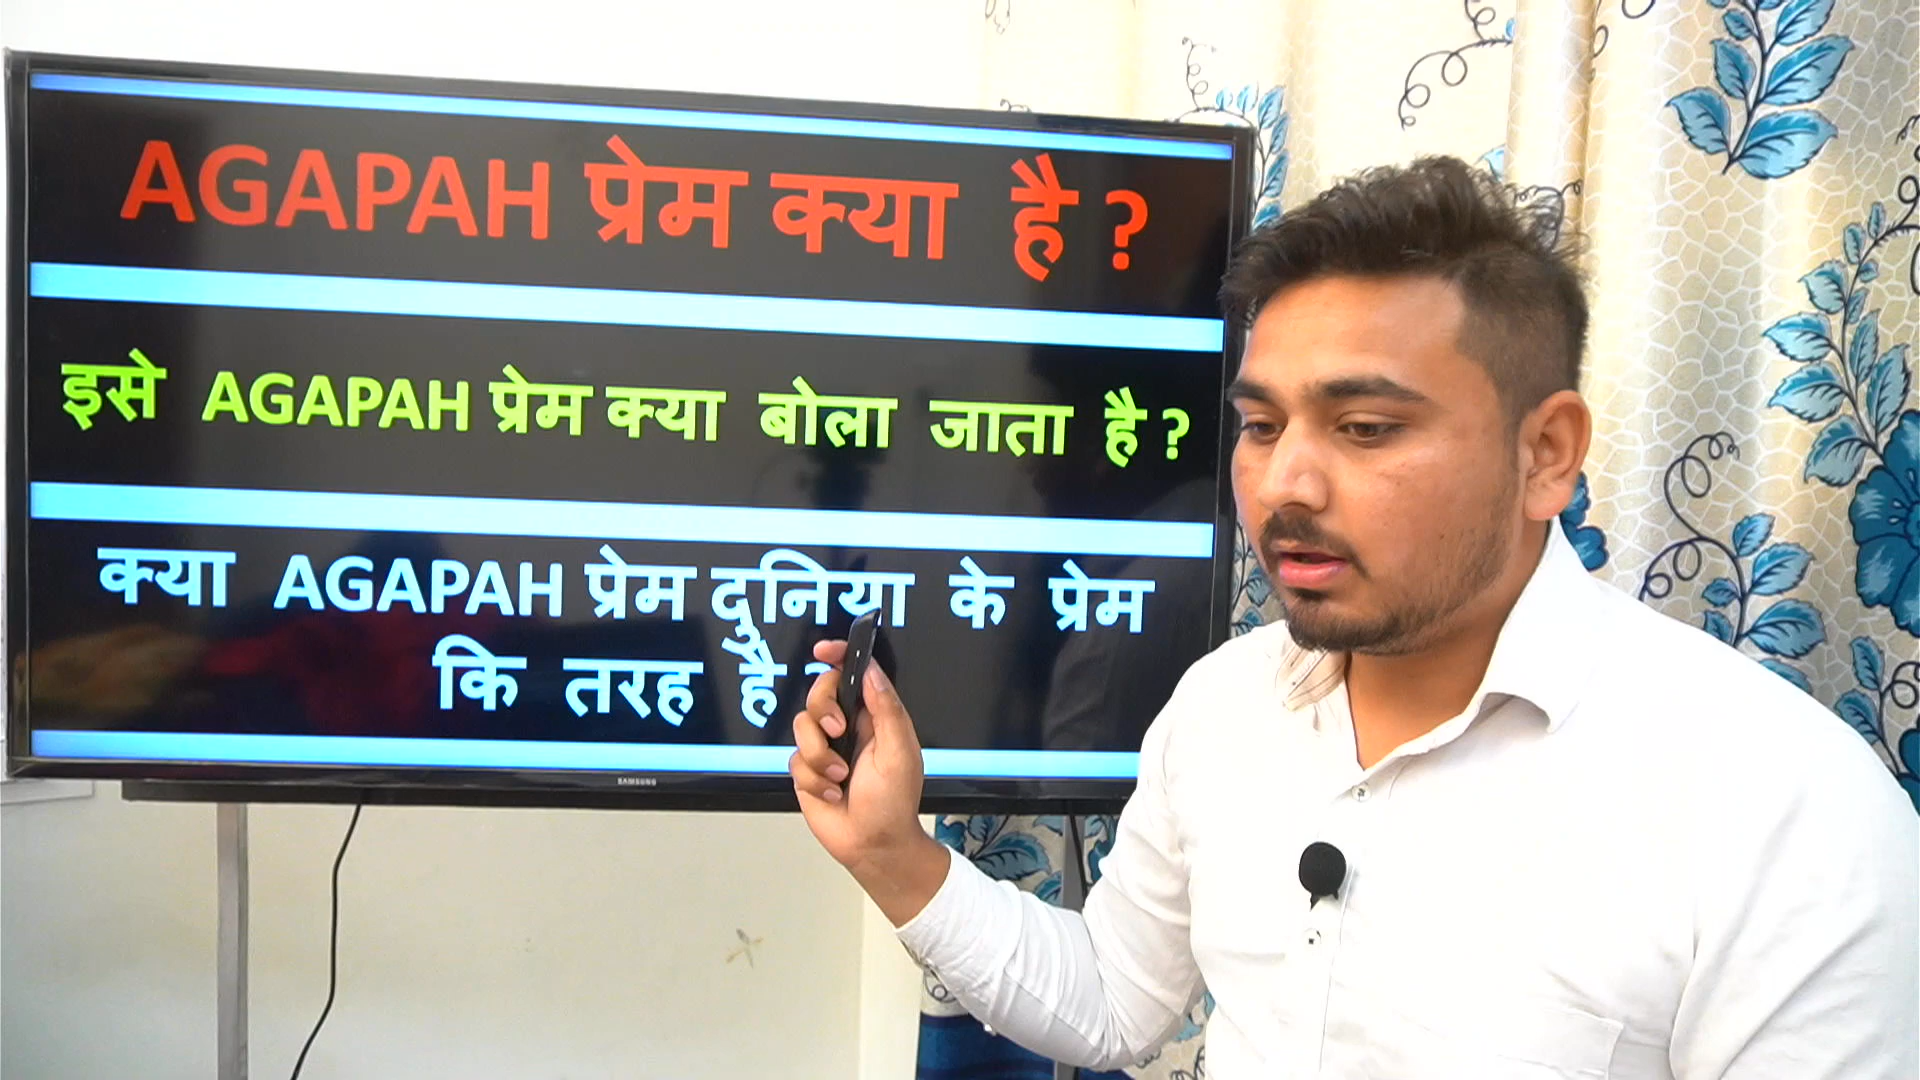 AGAPAH प्रेम क्या है ?
इसे AGAPAH प्रेम क्या बोला जाता है ?
क्या AGAPAH प्रेम दुनिया के प्रेम
कि तरह है ?
SAMSUNG